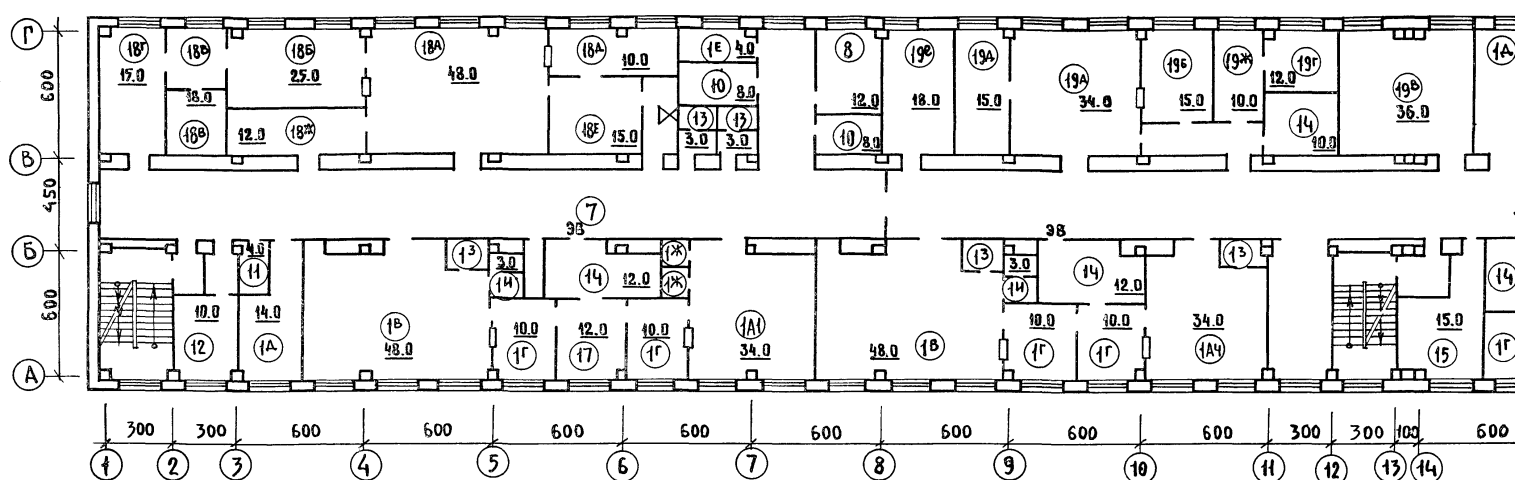 Г 18Г 18В 18Б 18А 18Д 1Е 4.0 8 19Е 19Д 19Б 19Ж 19Г 1Д
15.0 25.0 48.0 10.0 10 19А 12.0 19В
600 18.0 8.0 12.0 18.0 15.0 34.0 15.0 10.0 36.0
18В 12.0 18Ж 18Е 15.0 13 13 10 8.0 14 10.0
В 3.0 3.0
450 7
ЭВ ЭВ
Б 4.0 11 13 3.0 1Ж 13 3.0 13
1И 14 12.0 1Ж 1И 14 12.0 14
600 10.0 14.0 10.0 12.0 10.0 1А1 10.0 10.0 34.0 15.0
А 12 1Д 1В 48.0 1Г 17 1Г 34.0 48.0 1В 1Г 1Г 1А4 15 1Г
300 300 600 600 600 600 600 600 600 600 300 300 100 600
1 2 3 4 5 6 7 8 9 10 11 12 13 14